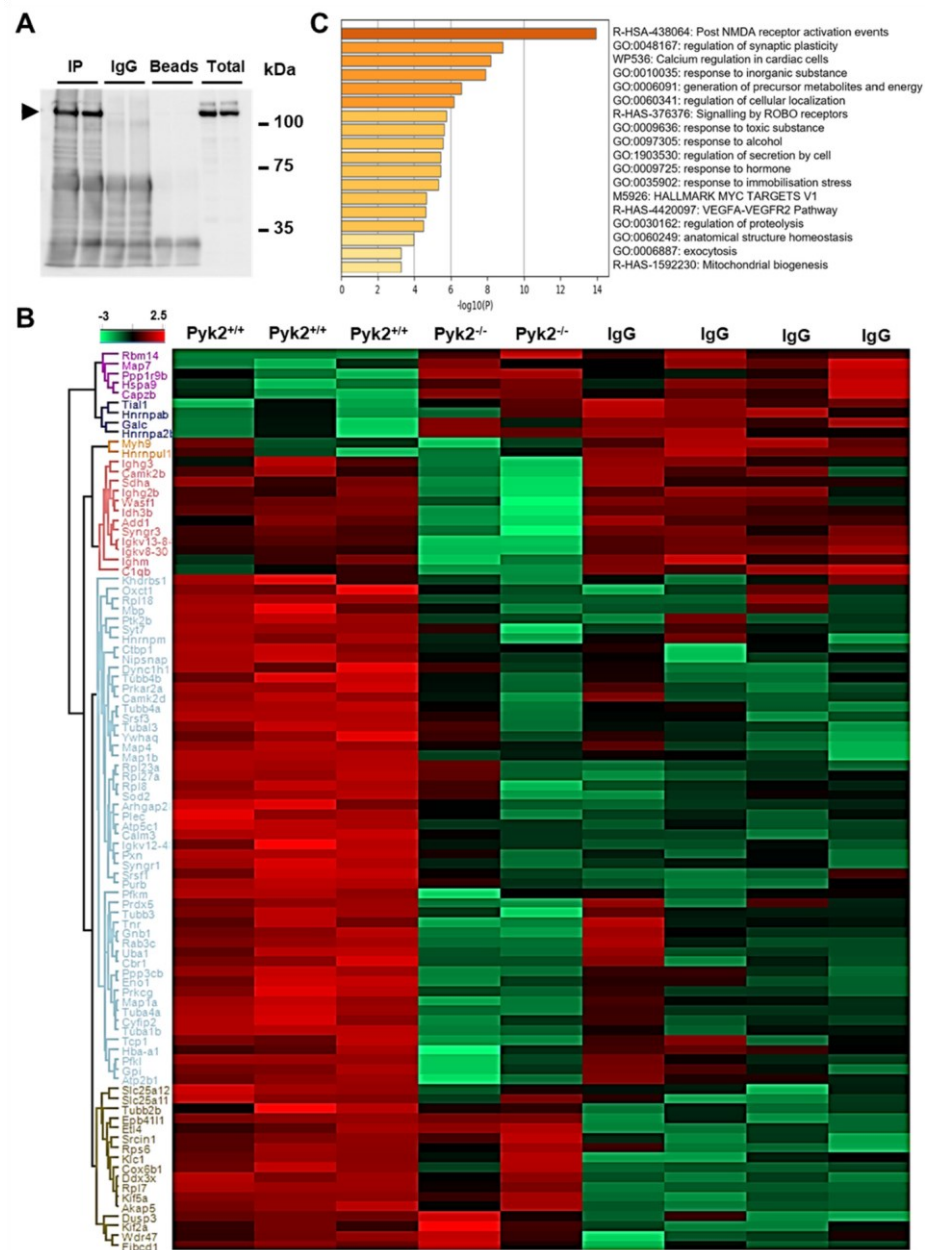 A
IP IgG Beads Total kDa
100
75
35
C
R-HSA-438064: Post NMDA receptor activation events
GO:0048167: regulation of synaptic plasticity
WP536: Calcium regulation in cardiac cells
GO:0010035: response to inorganic substance
GO:0006091: generation of precursor metabolites and energy
GO:0060341: regulation of cellular localization
R-HAS-376376: Signalling by ROBO receptors
GO:0009636: response to toxic substance
GO:0097305: response to alcohol
GO:1903530: regulation of secretion by cell
GO:0009725: response to hormone
GO:0035902: response to immobilisation stress
M5926: HALLMARK MYC TARGETS V1
R-HAS-4420097: VEGFA-VEGFR2 Pathway
GO:0030162: regulation of proteolysis
GO:0060249: anatomical structure homeostasis
GO:0006887: exocytosis
R-HAS-1592230: Mitochondrial biogenesis
0 2 4 6 8 10 12 14
-log10(P)
B
-3 2.5
Pyk2+/+ Pyk2+/+ Pyk2+/+ Pyk2-/- Pyk2-/- IgG IgG IgG IgG
Rbm14
Map7
Ppp1r9b
Hspa9
Capzb
Tial1
Hnrnpab
Galc
Hnrnpa2b
Myh9
Hnrnpul1
Ighg3
Camk2b
Sdha
Ighg2b
Wasf1
Idh3b
Add1
Syngr3
Igkv13-8-
Igkv8-30
Ighm
C1qb
Khdrbs1
Oxct1
Rpl18
Mbp
Ptk2b
Syt7
Hnrnpm
Ctbp1
Nipsnap
Dync1h1
Tubb4b
Prkar2a
Camk2d
Tubb4a
Srsf3
Tubal3
Ywhaq
Map4
Map1b
Rpl23a
Rpl27a
Rpl8
Sod2
Arhgap2
Plec
Atp5c1
Calm3
Igkv12-4
Pxn
Syngr1
Srsf1
Purb
Pfkm
Prdx5
Tubb3
Tnr
Gnb1
Rab3c
Uba1
Cbr1
Ppp3cb
Eno1
Prkcg
Map1a
Tuba4a
Cyfip2
Tuba1b
Tcp1
Hba-a1
Pfkl
Gpi
Atp2b1
Slc25a12
Slc25a11
Tubb2b
Epb41l1
Etl4
Srcin1
Rps6
Klc1
Cox6b1
Ddx3x
Rpl7
Kif5a
Akap5
Dusp3
Kif2a
Wdr47
Fibcd1